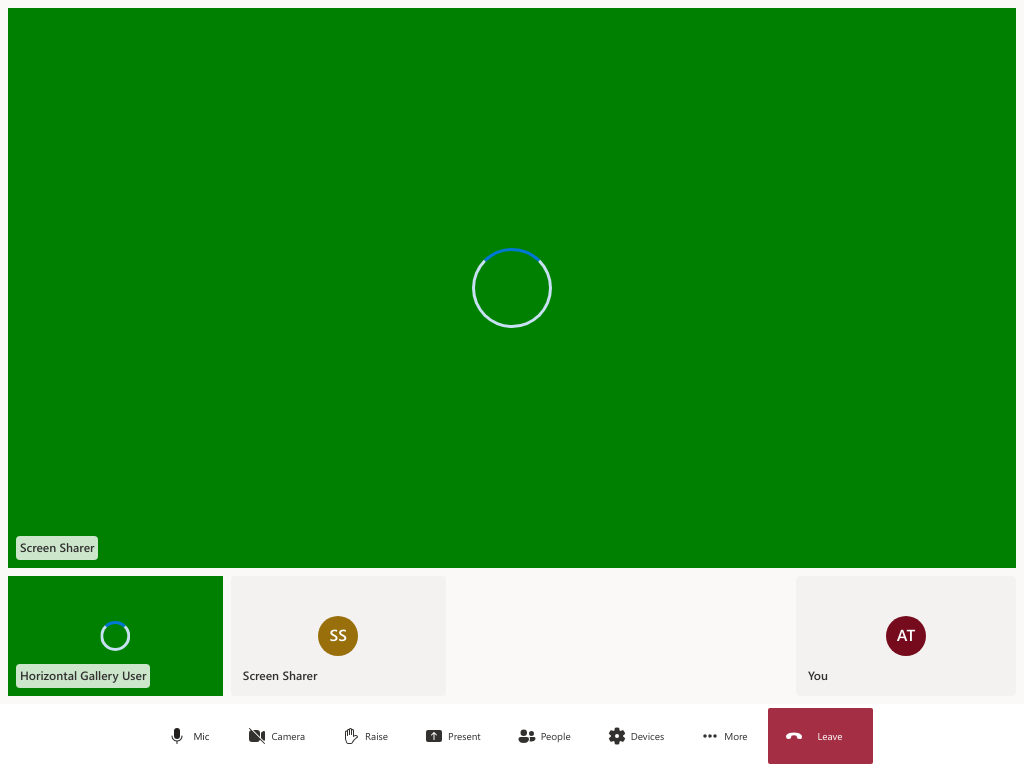 Screen Sharer
SS
AT
Horizontal Gallery User
Screen Sharer
You
Mic
Camera
Raise
Present
People
Devices
More
Leave